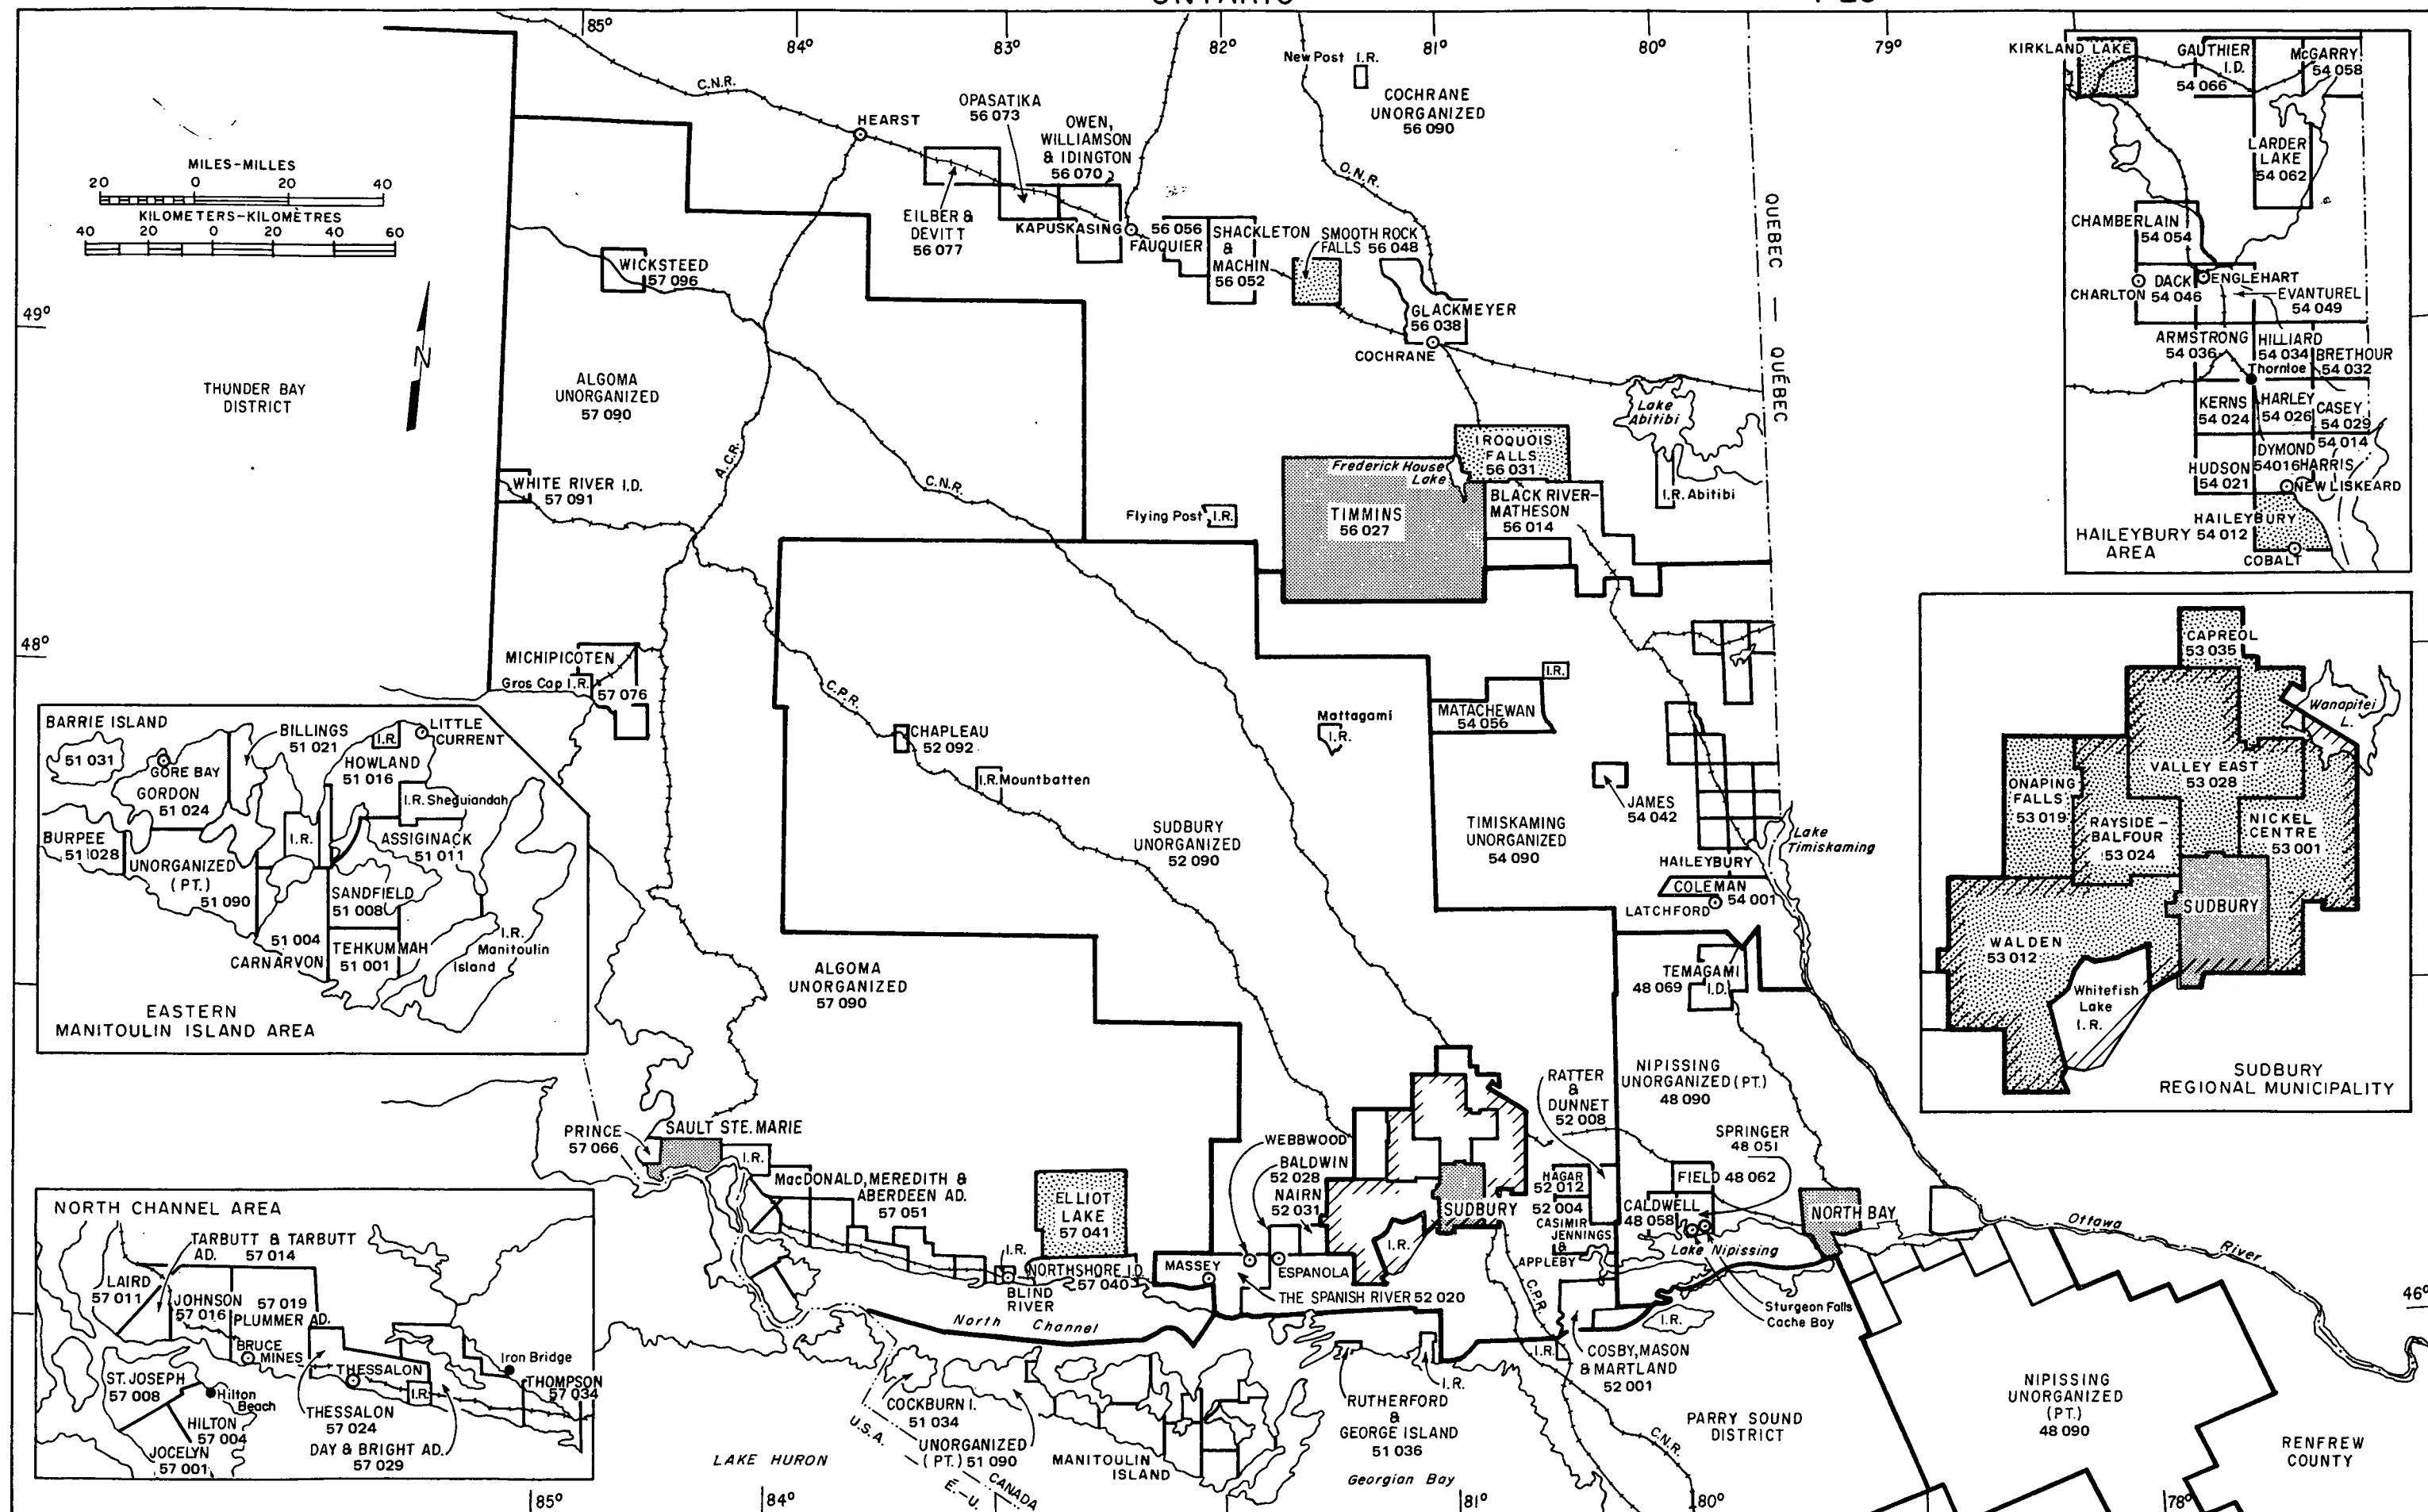 85°
84°
83°
82°
81°
80°
79°
C.N.R.
HEARST
OPASATIKA
56 073
OWEN,
WILLIAMSON
& IDINGTON
56 070
New Post I.R.
COCHRANE
UNORGANIZED
56 090
O.N.R.
QUEBEC — QUÉBEC
MILES-MILLES
20 0 20 40
KILOMETERS-KILOMÈTRES
40 20 0 20 40 60
EILBER &
DEVITT
56 077
KAPUSKASING
56 056
FAUQUIER
SHACKLETON
&
MACHIN
56 052
SMOOTH ROCK
FALLS 56 048
GLACKMEYER
56 038
COCHRANE
WICKSTEED
57 096
49°
N
THUNDER BAY
DISTRICT
ALGOMA
UNORGANIZED
57 090
A.C.R.
C.N.R.
WHITE RIVER I.D.
57 091
Flying Post I.R.
Lake
Abitibi
I.R. Abitibi
Frederick House
Lake
IROQUOIS
FALLS
56 031
TIMMINS
56 027
BLACK RIVER-
MATHESON
56 014
48°
MICHIPICOTEN
Gros Cap I.R.
57 076
C.P.R.
CHAPLEAU
52 092
I.R. Mountbatten
Mattagami
I.R.
I.R.
MATACHEWAN
54 056
JAMES
54 042
SUDBURY
UNORGANIZED
52 090
TIMISKAMING
UNORGANIZED
54 090
Lake
Timiskaming
HAILEYBURY
COLEMAN
54 001
LATCHFORD
TEMAGAMI
48 069 I.D.
ALGOMA
UNORGANIZED
57 090
NIPISSING
UNORGANIZED (PT.)
48 090
RATTER
&
DUNNET
52 008
SPRINGER
48 051
PRINCE
57 066
SAULT STE. MARIE
I.R.
MacDONALD, MEREDITH &
ABERDEEN AD.
57 051
ELLIOT
LAKE
57 041
I.R.
NORTHSHORE I.D.
57 040
BLIND
RIVER
WEBBWOOD
BALDWIN
52 028
NAIRN
52 031
MASSEY
ESPANOLA
THE SPANISH RIVER 52 020
SUDBURY
I.R.
HAGAR
52 012
52 004
CASIMIR
JENNINGS
&
APPLEBY
FIELD 48 062
CALDWELL
48 058
NORTH BAY
Lake Nipissing
Ottawa River
46°
Sturgeon Falls
Cache Bay
I.R.
C.P.R.
North Channel
I.R.
COSBY, MASON
& MARTLAND
52 001
I.R.
RUTHERFORD
&
GEORGE ISLAND
51 036
COCKBURN I.
51 034
UNORGANIZED
(PT.) 51 090
MANITOULIN
ISLAND
U.S.A.
CANADA
É.-U.
LAKE HURON
Georgian Bay
C.N.R.
PARRY SOUND
DISTRICT
NIPISSING
UNORGANIZED
(PT.)
48 090
RENFREW
COUNTY
85°
84°
81°
80°
78°
BARRIE ISLAND
51 031
BILLINGS
51 021
LITTLE
CURRENT
I.R.
HOWLAND
51 016
GORE BAY
GORDON
51 024
I.R. Sheguiandah
BURPEE
51 028
I.R.
ASSIGINACK
51 011
UNORGANIZED
(PT.)
51 090
SANDFIELD
51 008
51 004
CARNARVON
TEHKUMMAH
51 001
I.R.
Manitoulin
Island
EASTERN
MANITOULIN ISLAND AREA
NORTH CHANNEL AREA
TARBUTT & TARBUTT
AD. 57 014
LAIRD
57 011
JOHNSON
57 016
57 019
PLUMMER AD.
BRUCE
MINES
THESSALON
I.R.
Iron Bridge
THOMPSON
57 034
ST. JOSEPH
57 008
Hilton
Beach
HILTON
57 004
JOCELYN
57 001
THESSALON
57 024
DAY & BRIGHT AD.
57 029
KIRKLAND LAKE
GAUTHIER
I.D.
54 066
McGARRY
54 058
LARDER
LAKE
54 062
CHAMBERLAIN
54 054
CHARLTON
DACK
54 046
ENGLEHART
EVANTUREL
54 049
ARMSTRONG
54 036
HILLIARD
54 034
BRETHOUR
54 032
Thornloe
KERNS
54 024
HARLEY
54 026
CASEY
54 029
54 014
DYMOND
54 016
HARRIS
HUDSON
54 021
NEW LISKEARD
HAILEYBURY
54 012
COBALT
HAILEYBURY
AREA
CAPREOL
53 035
Wanapitei
L.
VALLEY EAST
53 028
ONAPING
FALLS
53 019
RAYSIDE-
BALFOUR
53 024
NICKEL
CENTRE
53 001
SUDBURY
WALDEN
53 012
Whitefish
Lake
I.R.
SUDBURY
REGIONAL MUNICIPALITY